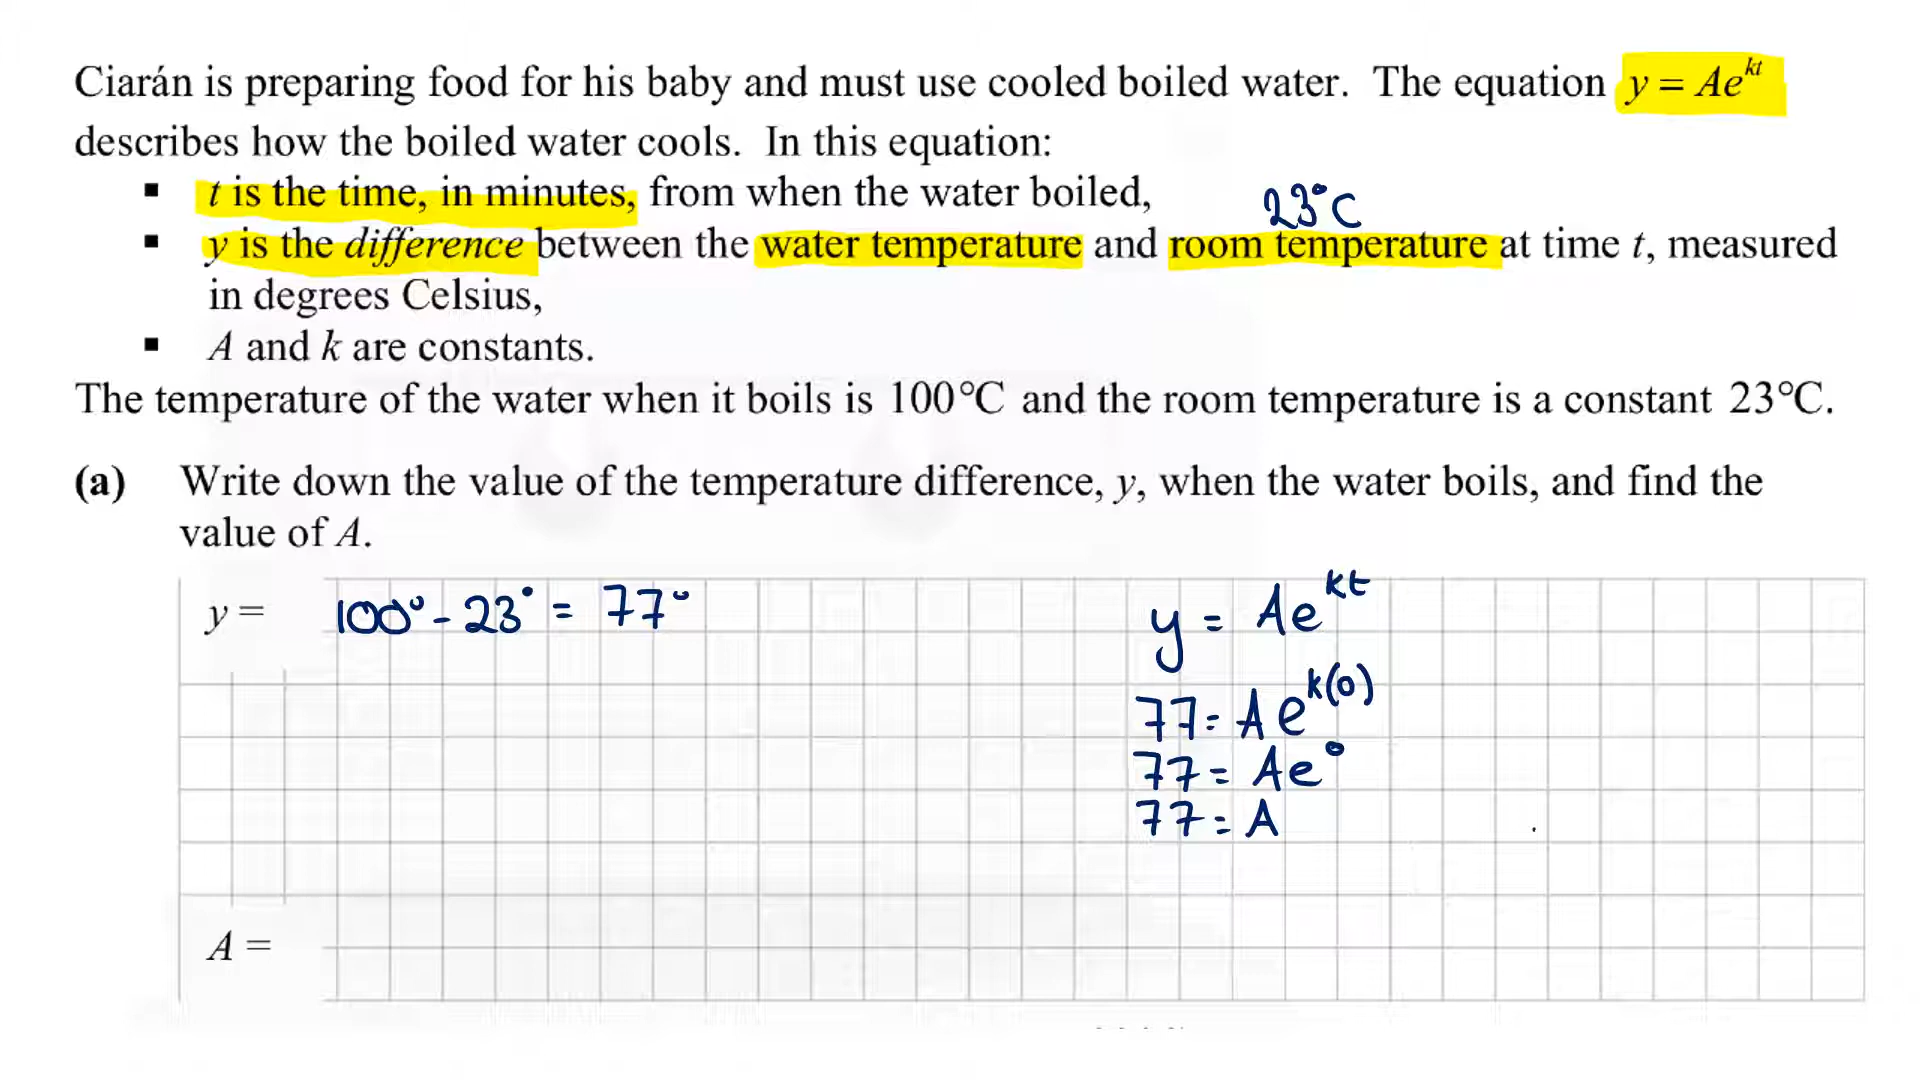 Ciarán is preparing food for his baby and must use cooled boiled water. The equation y = Ae^kt
describes how the boiled water cools. In this equation:
▪ t is the time, in minutes, from when the water boiled,
23°C
▪ y is the difference between the water temperature and room temperature at time t, measured
in degrees Celsius,
▪ A and k are constants.
The temperature of the water when it boils is 100°C and the room temperature is a constant 23°C.
(a) Write down the value of the temperature difference, y, when the water boils, and find the
value of A.
y = 100° - 23° = 77°
y = Ae^kt
77 = Ae^k(0)
77 = Ae^0
77 = A
A =